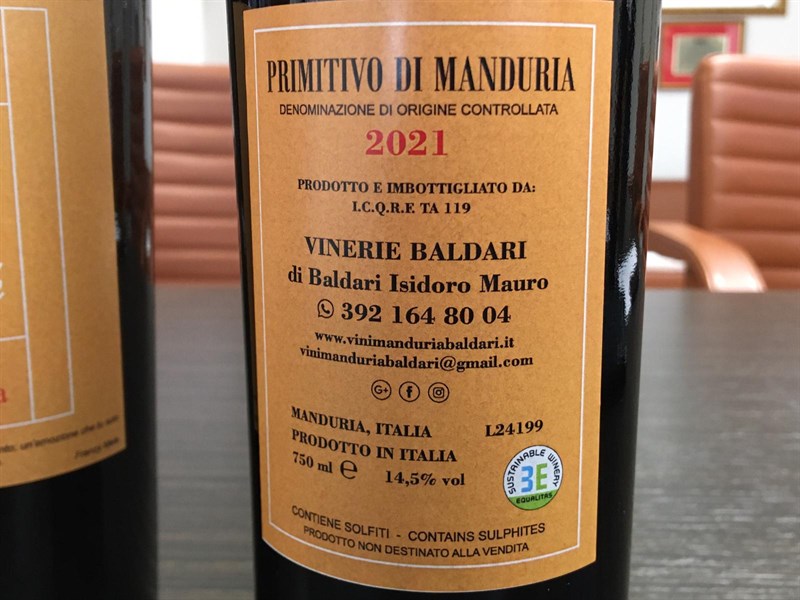 PRIMITIVO DI MANDURIA
DENOMINAZIONE DI ORIGINE CONTROLLATA
2021
PRODOTTO E IMBOTTIGLIATO DA:
I.C.Q.R.F. TA 119
VINERIE BALDARI
di Baldari Isidoro Mauro
392 164 80 04
www.vinimanduriabaldari.it
vinimanduriabaldari@gmail.com
G+ f
MANDURIA, ITALIA L24199
PRODOTTO IN ITALIA
750 ml ℮ 14,5% vol
SUSTAINABLE WINERY
3E
EQUALITAS
CONTIENE SOLFITI - CONTAINS SULPHITES
PRODOTTO NON DESTINATO ALLA VENDITA